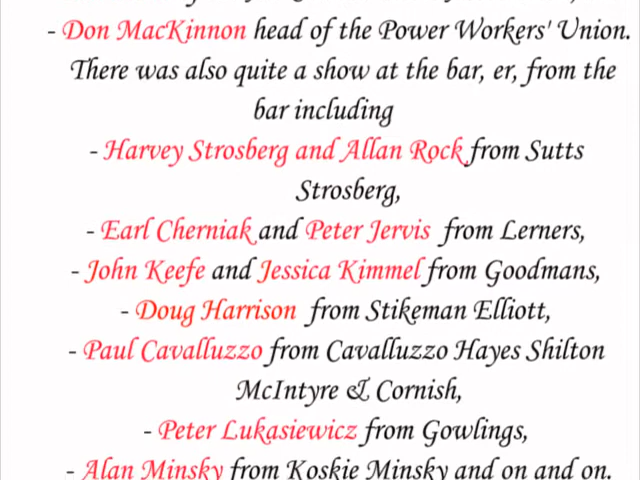 - Don MacKinnon head of the Power Workers' Union.
There was also quite a show at the bar, er, from the
bar including
- Harvey Strosberg and Allan Rock from Sutts
Strosberg,
- Earl Cherniak and Peter Jervis from Lerners,
- John Keefe and Jessica Kimmel from Goodmans,
- Doug Harrison from Stikeman Elliott,
- Paul Cavalluzzo from Cavalluzzo Hayes Shilton
McIntyre & Cornish,
- Peter Lukasiewicz from Gowlings,
- Alan Minsky from Koskie Minsky and on and on.